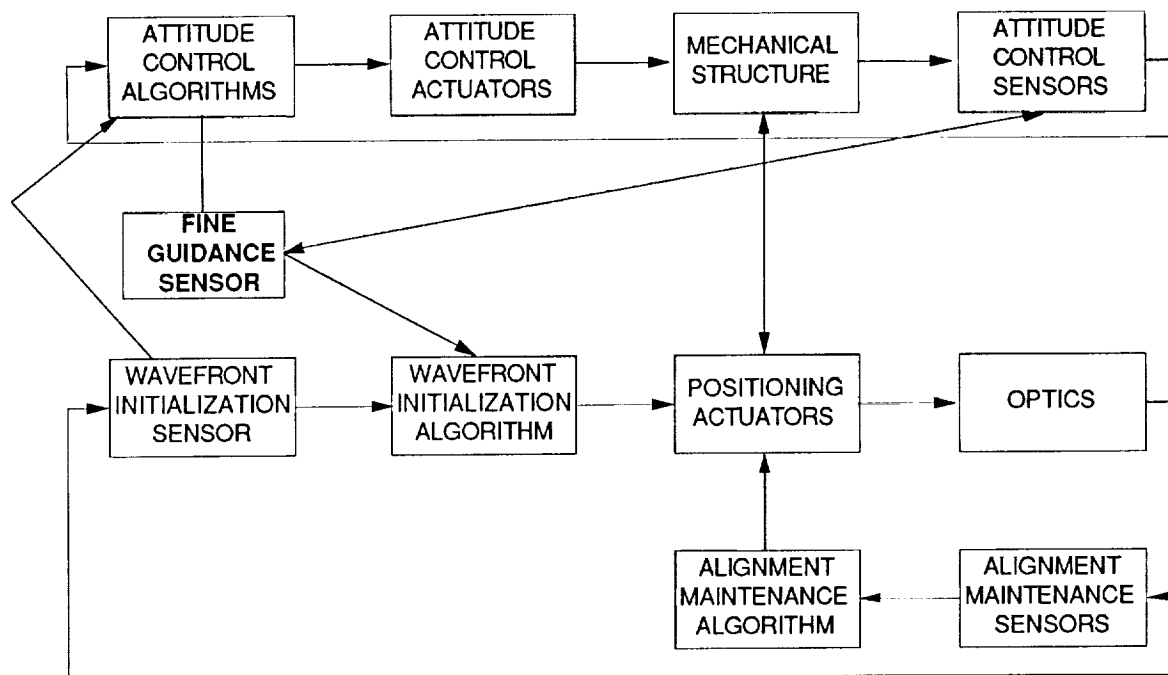 ATTITUDE
CONTROL
ALGORITHMS
ATTITUDE
CONTROL
ACTUATORS
MECHANICAL
STRUCTURE
ATTITUDE
CONTROL
SENSORS
FINE
GUIDANCE
SENSOR
WAVEFRONT
INITIALIZATION
SENSOR
WAVEFRONT
INITIALIZATION
ALGORITHM
POSITIONING
ACTUATORS
OPTICS
ALIGNMENT
MAINTENANCE
ALGORITHM
ALIGNMENT
MAINTENANCE
SENSORS